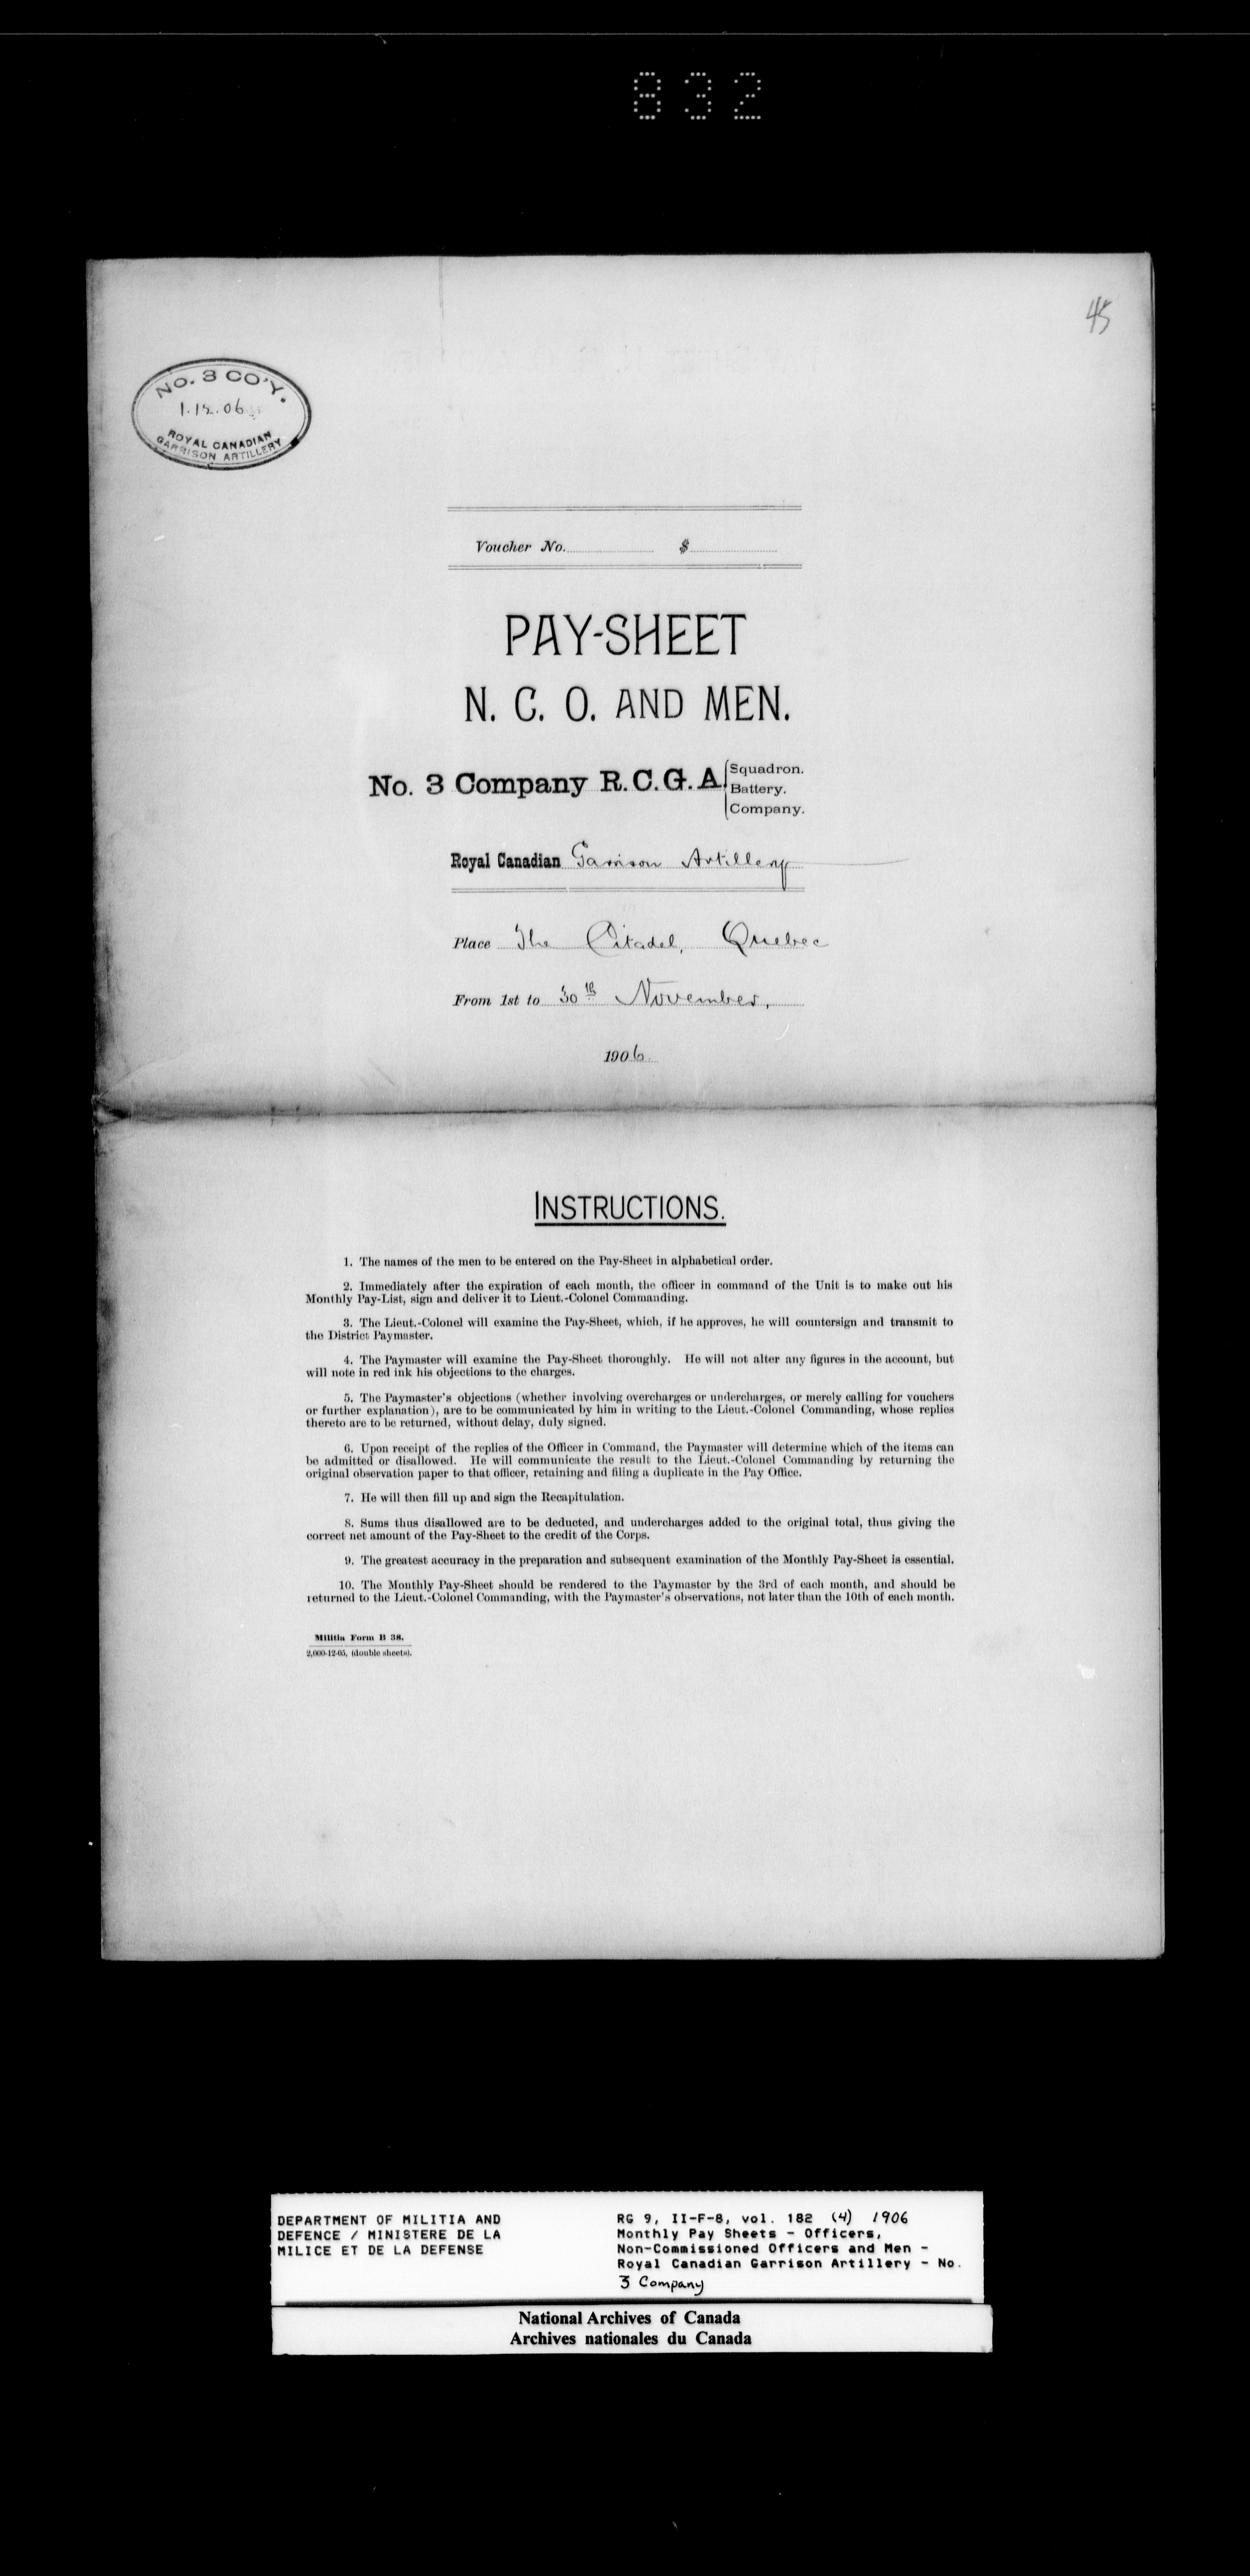 832
45
NO. 3 CO'Y.
1.12.06
ROYAL CANADIAN
GARRISON ARTILLERY
Voucher No. $
PAY-SHEET
N. C. O. AND MEN.
No. 3 Company R.C.G.A
Squadron.
Battery.
Company.
Royal Canadian Garrison Artillery
Place The Citadel, Quebec
From 1st to 30th November,
1906
INSTRUCTIONS.
1. The names of the men to be entered on the Pay-Sheet in alphabetical order.
2. Immediately after the expiration of each month, the officer in command of the Unit is to make out his
Monthly Pay-List, sign and deliver it to Lieut.-Colonel Commanding.
3. The Lieut.-Colonel will examine the Pay-Sheet, which, if he approves, he will countersign and transmit to
the District Paymaster.
4. The Paymaster will examine the Pay-Sheet thoroughly. He will not alter any figures in the account, but
will note in red ink his objections to the charges.
5. The Paymaster's objections (whether involving overcharges or undercharges, or merely calling for vouchers
or further explanation), are to be communicated by him in writing to the Lieut.-Colonel Commanding, whose replies
thereto are to be returned, without delay, duly signed.
6. Upon receipt of the replies of the Officer in Command, the Paymaster will determine which of the items can
be admitted or disallowed. He will communicate the result to the Lieut.-Colonel Commanding by returning the
original observation paper to that officer, retaining and filing a duplicate in the Pay Office.
7. He will then fill up and sign the Recapitulation.
8. Sums thus disallowed are to be deducted, and undercharges added to the original total, thus giving the
correct net amount of the Pay-Sheet to the credit of the Corps.
9. The greatest accuracy in the preparation and subsequent examination of the Monthly Pay-Sheet is essential.
10. The Monthly Pay-Sheet should be rendered to the Paymaster by the 3rd of each month, and should be
returned to the Lieut.-Colonel Commanding, with the Paymaster's observations, not later than the 10th of each month.
Militia Form B 38.
2,000-12-05, (double sheets).
DEPARTMENT OF MILITIA AND
DEFENCE / MINISTERE DE LA
MILICE ET DE LA DEFENSE
RG 9, II-F-8, vol. 182 (4) 1906
Monthly Pay Sheets - Officers,
Non-Commissioned Officers and Men -
Royal Canadian Garrison Artillery - No.
3 Company
National Archives of Canada
Archives nationales du Canada